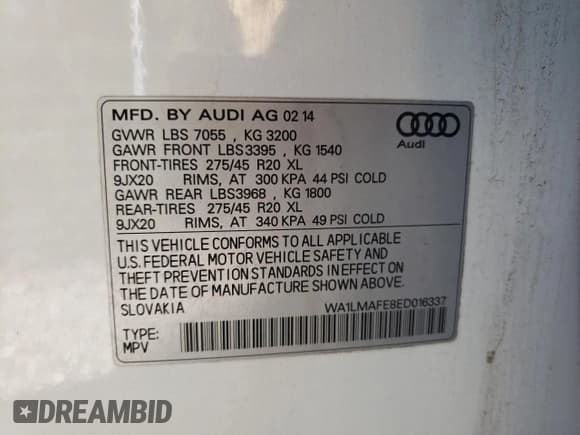 MFD. BY AUDI AG 02 14
GVWR LBS 7055 , KG 3200
GAWR FRONT LBS3395 , KG 1540
FRONT-TIRES 275/45 R20 XL
9JX20 RIMS, AT 300 KPA 44 PSI COLD
GAWR REAR LBS3968 , KG 1800
REAR-TIRES 275/45 R20 XL
9JX20 RIMS, AT 340 KPA 49 PSI COLD
Audi
THIS VEHICLE CONFORMS TO ALL APPLICABLE
U.S. FEDERAL MOTOR VEHICLE SAFETY AND
THEFT PREVENTION STANDARDS IN EFFECT ON
THE DATE OF MANUFACTURE SHOWN ABOVE.
SLOVAKIA WA1LMAFE8ED016337
TYPE:
MPV
DREAMBID